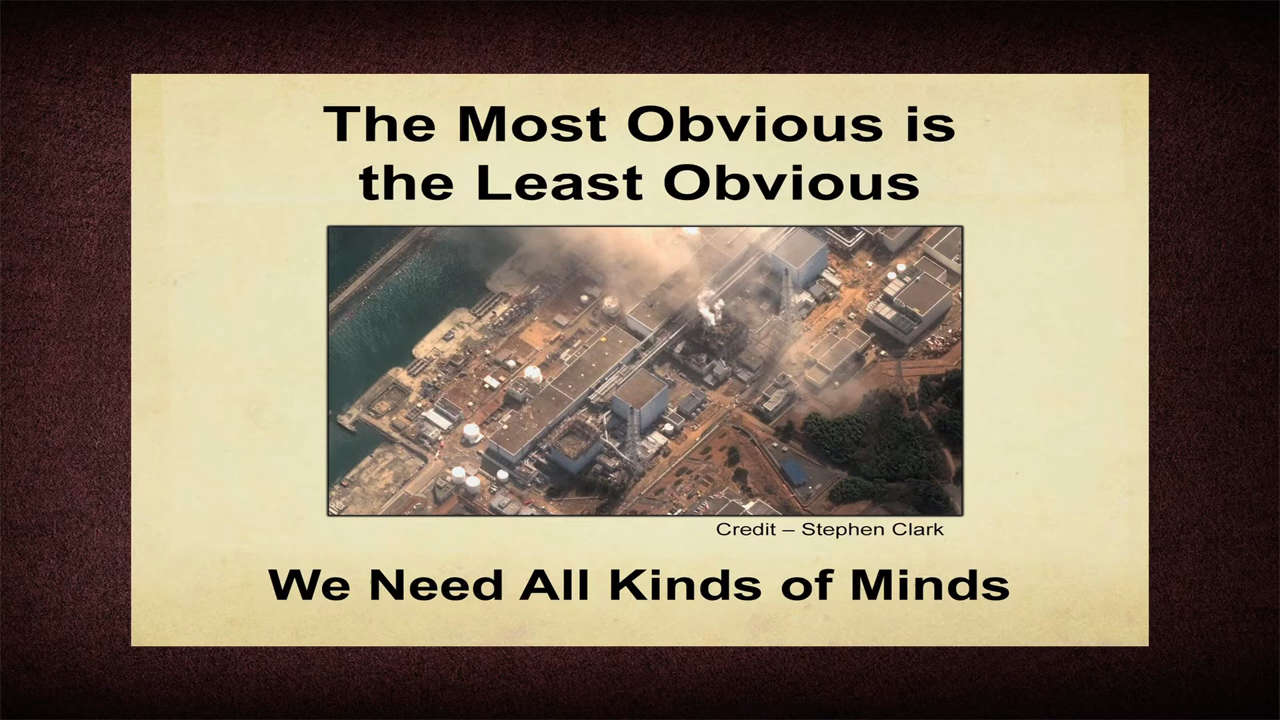 The Most Obvious is
the Least Obvious
Credit – Stephen Clark
We Need All Kinds of Minds